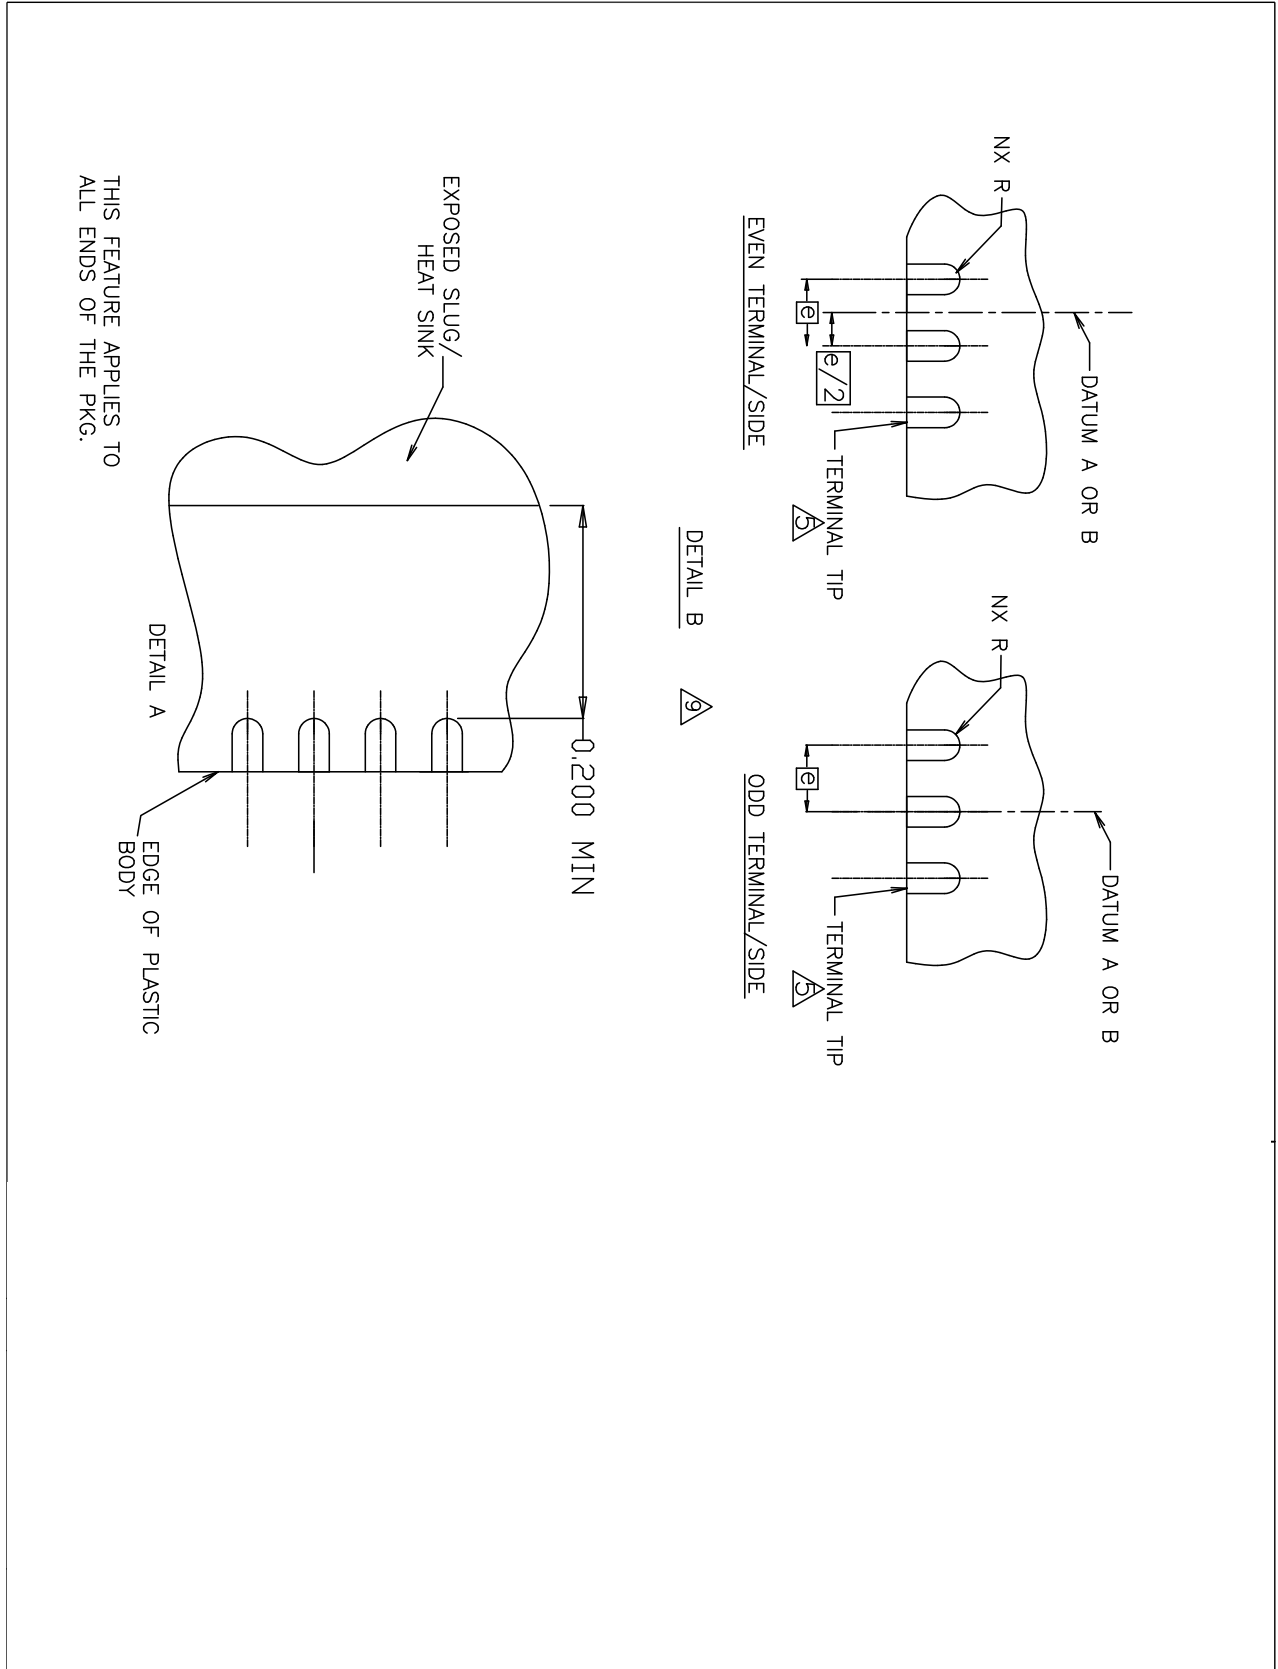 NX R
DATUM A OR B
e
e/2
TERMINAL TIP
5
EVEN TERMINAL/SIDE
NX R
DATUM A OR B
e
TERMINAL TIP
5
ODD TERMINAL/SIDE
DETAIL B
9
0.200 MIN
EXPOSED SLUG/
HEAT SINK
DETAIL A
EDGE OF PLASTIC
BODY
THIS FEATURE APPLIES TO
ALL ENDS OF THE PKG.